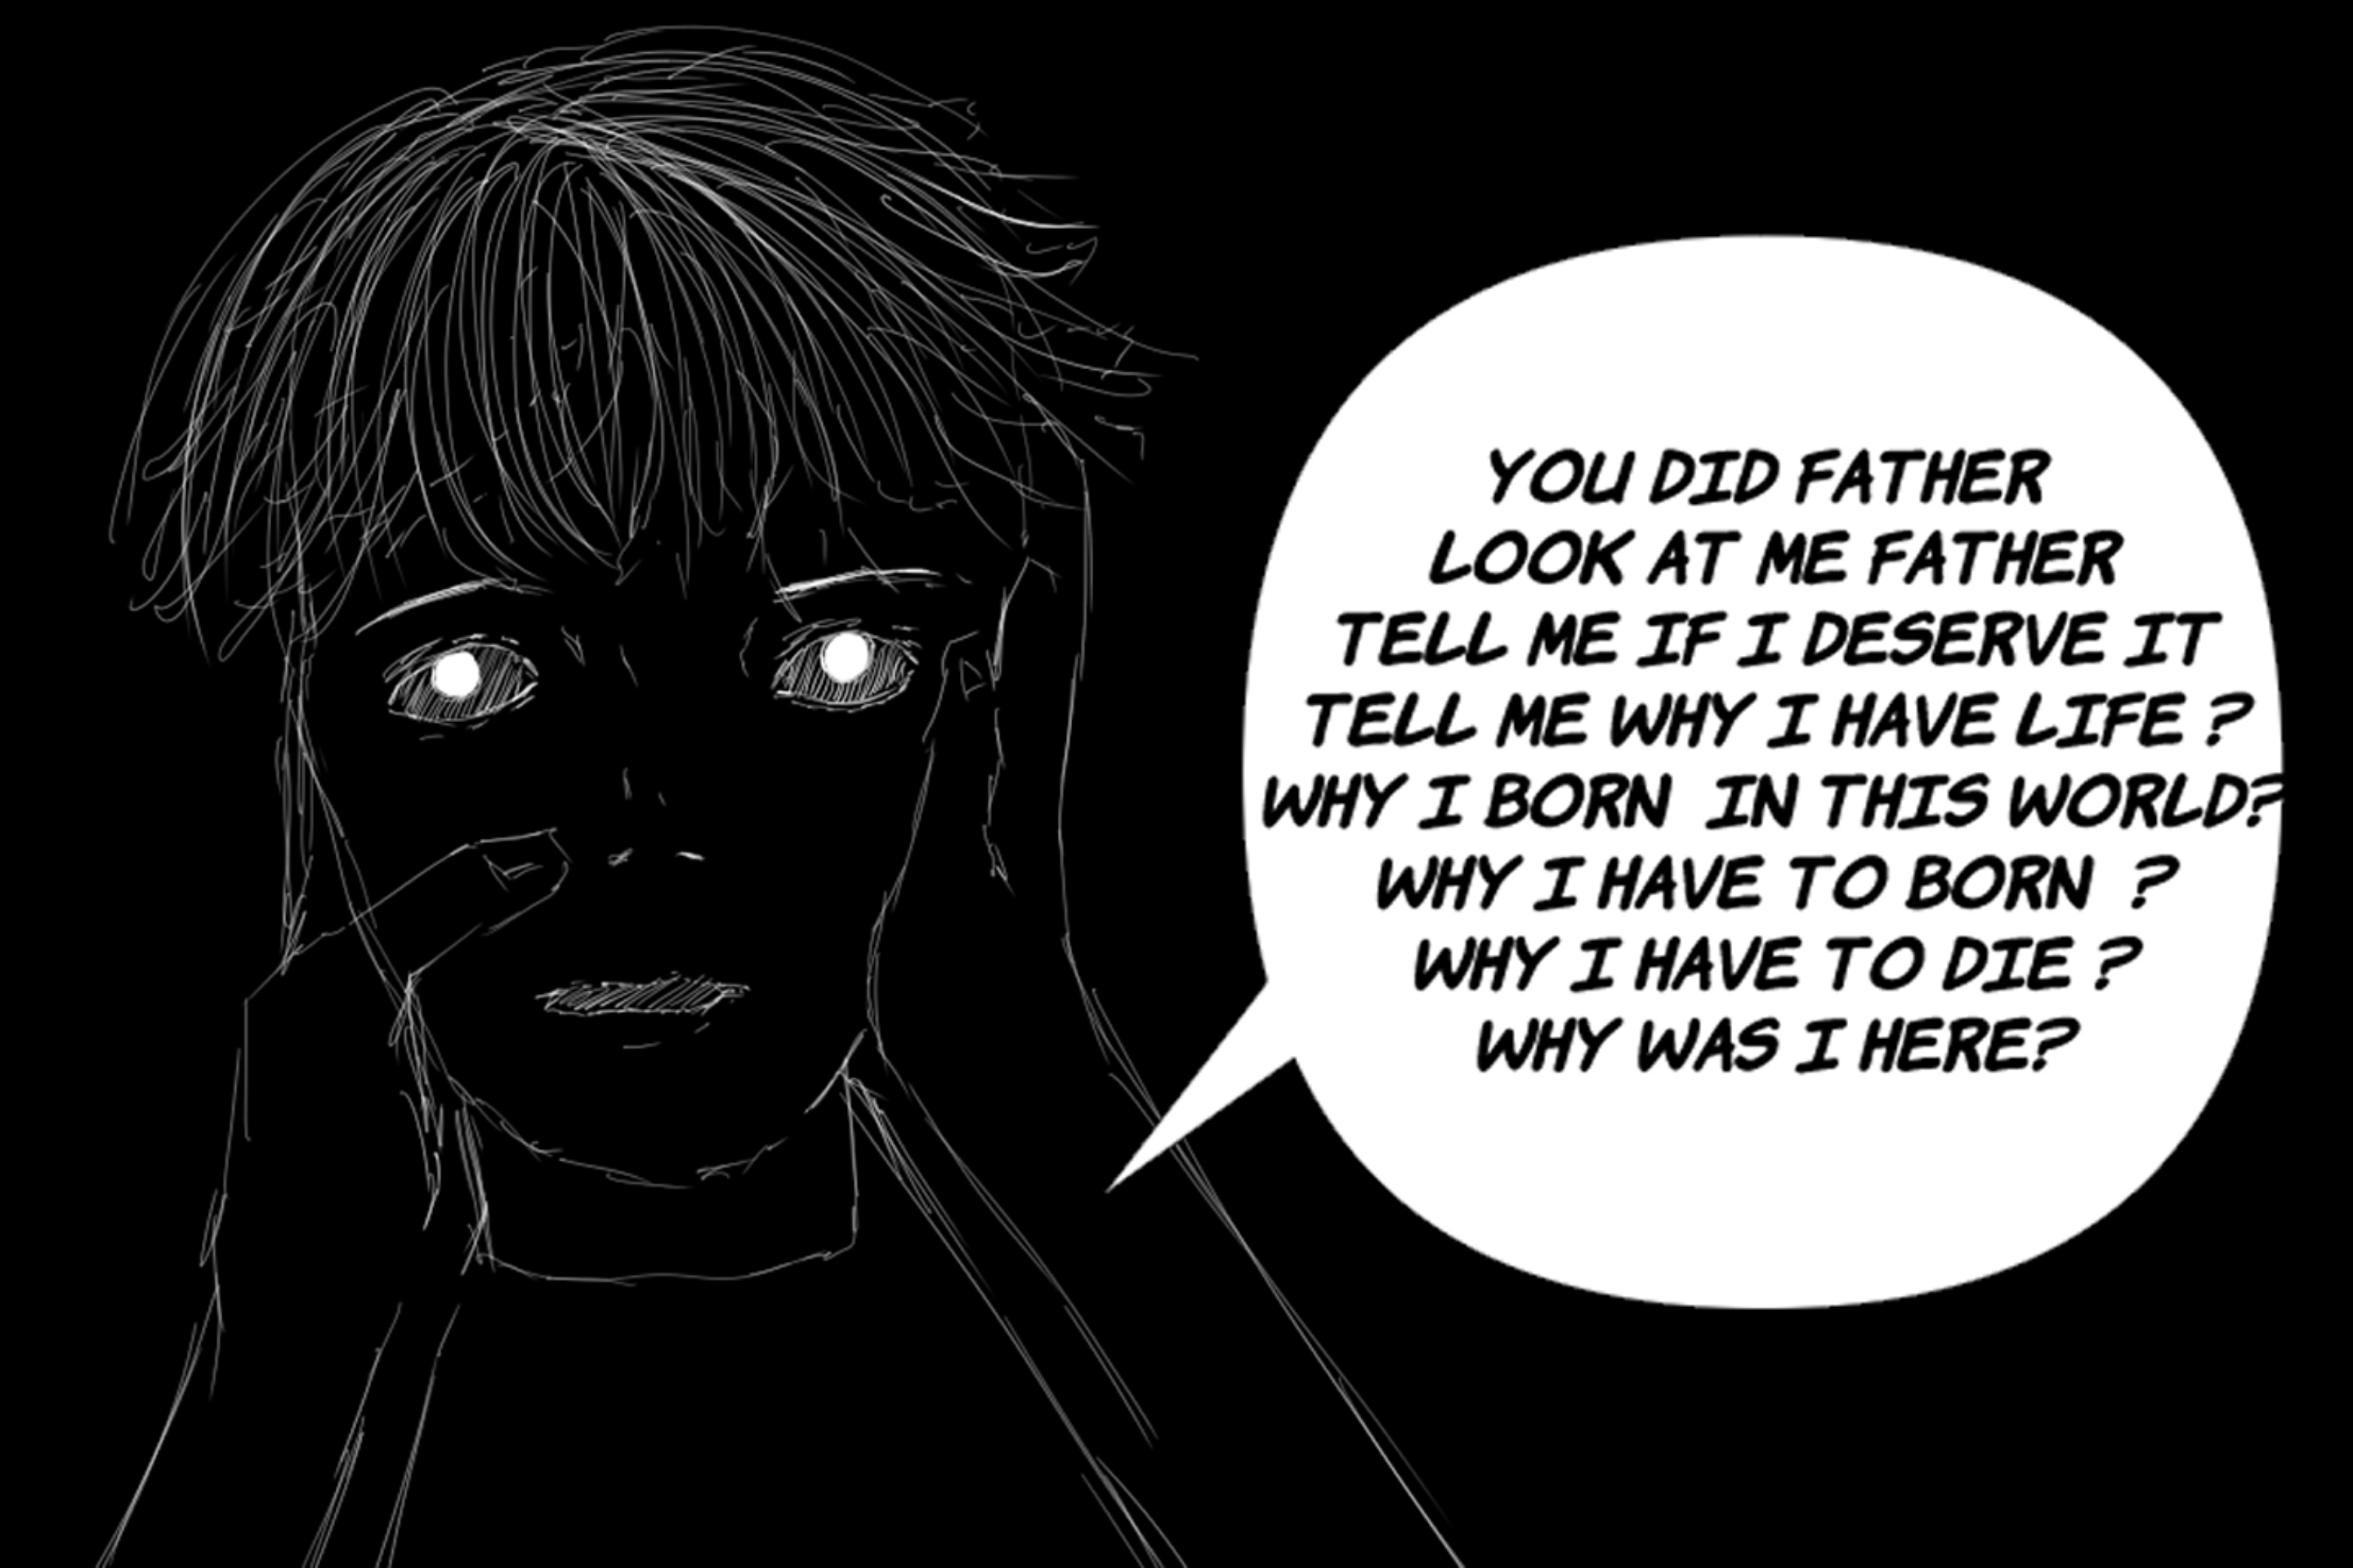 YOU DID FATHER
LOOK AT ME FATHER
TELL ME IF I DESERVE IT
TELL ME WHY I HAVE LIFE ?
WHY I BORN IN THIS WORLD?
WHY I HAVE TO BORN ?
WHY I HAVE TO DIE ?
WHY WAS I HERE?